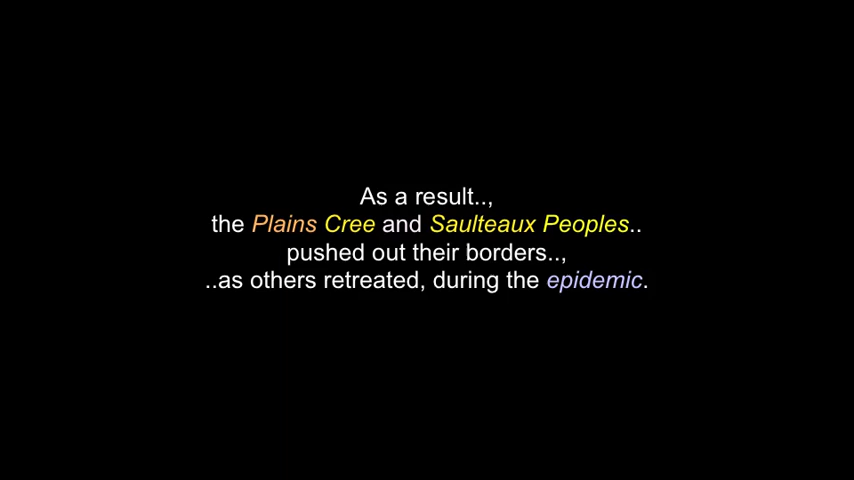 As a result..,
the Plains Cree and Saulteaux Peoples..
pushed out their borders..,
..as others retreated, during the epidemic.